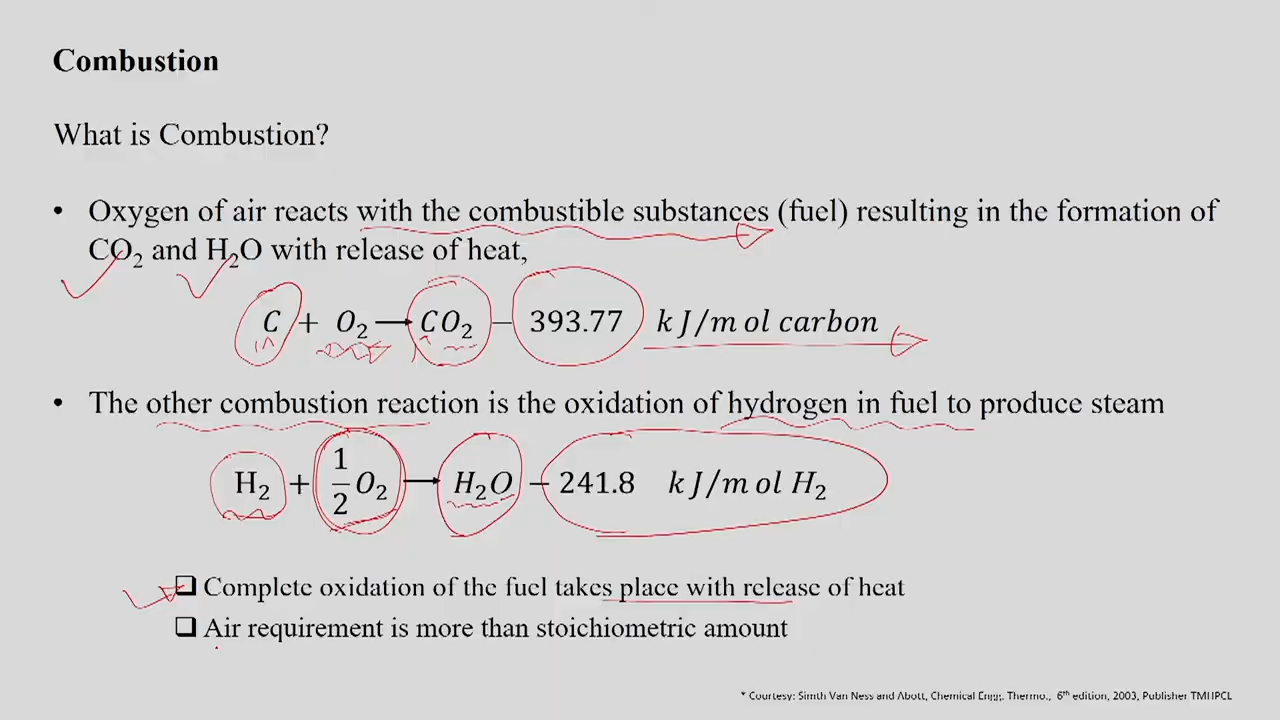 Combustion
What is Combustion?
• Oxygen of air reacts with the combustible substances (fuel) resulting in the formation of
CO₂ and H₂O with release of heat,
C + O₂ → CO₂ − 393.77 kJ/mol carbon
• The other combustion reaction is the oxidation of hydrogen in fuel to produce steam
H₂ + 1/2 O₂ → H₂O − 241.8 kJ/mol H₂
❑ Complete oxidation of the fuel takes place with release of heat
❑ Air requirement is more than stoichiometric amount
* Courtesy: Simth Van Ness and Abott, Chemical Engg. Thermo., 6th edition, 2003, Publisher TMHPCL